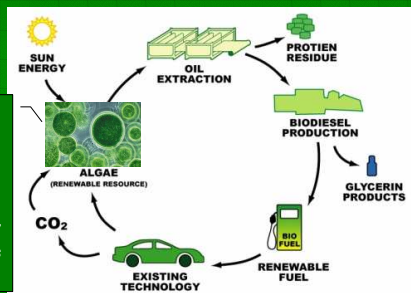 SUN
ENERGY
OIL
EXTRACTION
PROTIEN
RESIDUE
BIODIESEL
PRODUCTION
GLYCERIN
PRODUCTS
BIO
FUEL
RENEWABLE
FUEL
EXISTING
TECHNOLOGY
CO₂
ALGAE
(RENEWABLE RESOURCE)